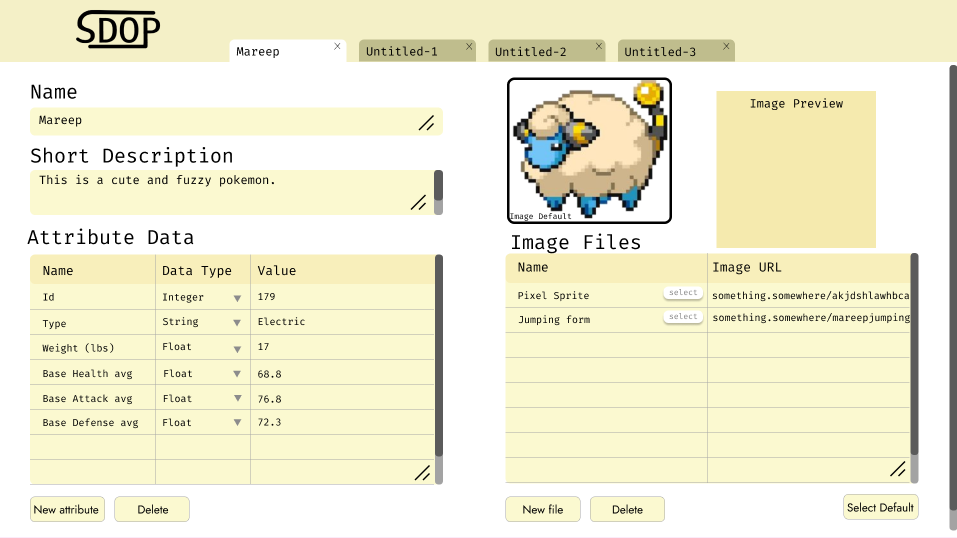 SDOP
Mareep X Untitled-1 X Untitled-2 X Untitled-3 X
Name
Mareep
Short Description
This is a cute and fuzzy pokemon.
Attribute Data
Name Data Type Value
Id Integer 179
Type String Electric
Weight (lbs) Float 17
Base Health avg Float 68.8
Base Attack avg Float 76.8
Base Defense avg Float 72.3
New attribute Delete
Image Default
Image Preview
Image Files
Name Image URL
Pixel Sprite select something.somewhere/akjdshlawhbca
Jumping form select something.somewhere/mareepjumping
New file Delete Select Default